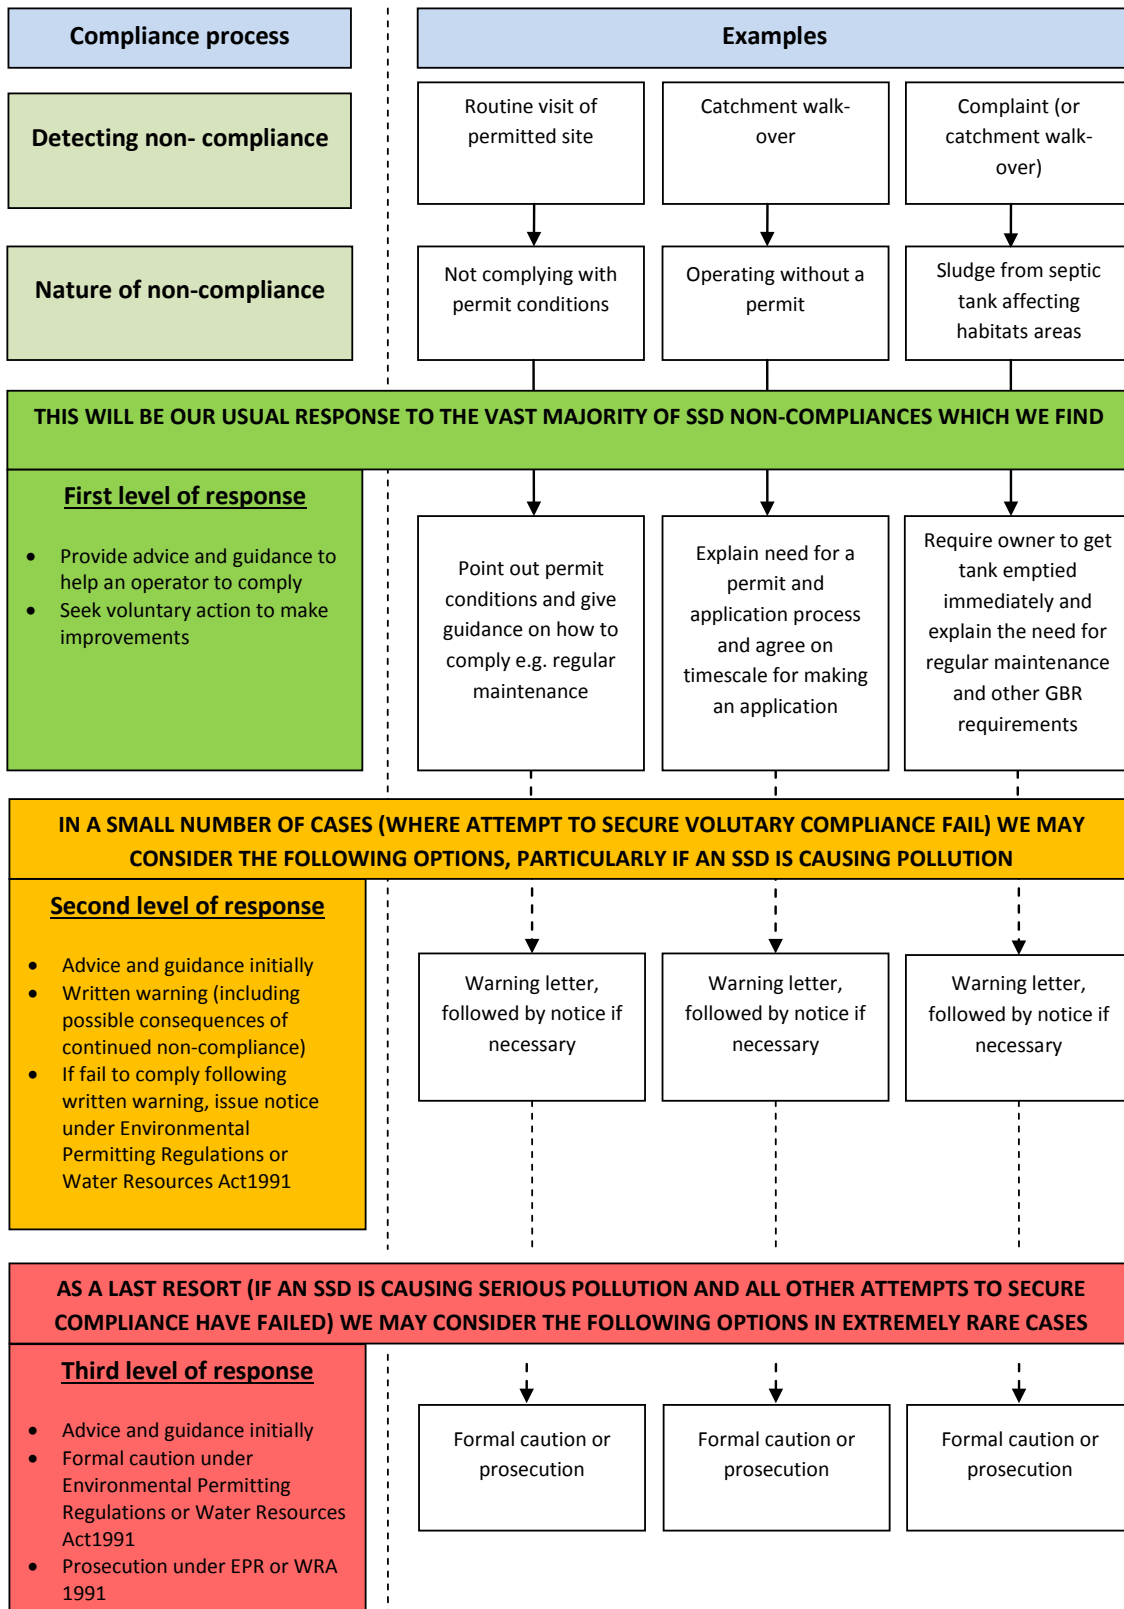 Compliance process
Examples
Detecting non- compliance
Routine visit of
permitted site
Catchment walk-
over
Complaint (or
catchment walk-
over)
Nature of non-compliance
Not complying with
permit conditions
Operating without a
permit
Sludge from septic
tank affecting
habitats areas
THIS WILL BE OUR USUAL RESPONSE TO THE VAST MAJORITY OF SSD NON-COMPLIANCES WHICH WE FIND
First level of response
• Provide advice and guidance to
help an operator to comply
• Seek voluntary action to make
improvements
Point out permit
conditions and give
guidance on how to
comply e.g. regular
maintenance
Explain need for a
permit and
application process
and agree on
timescale for making
an application
Require owner to get
tank emptied
immediately and
explain the need for
regular maintenance
and other GBR
requirements
IN A SMALL NUMBER OF CASES (WHERE ATTEMPT TO SECURE VOLUTARY COMPLIANCE FAIL) WE MAY
CONSIDER THE FOLLOWING OPTIONS, PARTICULARLY IF AN SSD IS CAUSING POLLUTION
Second level of response
• Advice and guidance initially
• Written warning (including
possible consequences of
continued non-compliance)
• If fail to comply following
written warning, issue notice
under Environmental
Permitting Regulations or
Water Resources Act1991
Warning letter,
followed by notice if
necessary
Warning letter,
followed by notice if
necessary
Warning letter,
followed by notice if
necessary
AS A LAST RESORT (IF AN SSD IS CAUSING SERIOUS POLLUTION AND ALL OTHER ATTEMPTS TO SECURE
COMPLIANCE HAVE FAILED) WE MAY CONSIDER THE FOLLOWING OPTIONS IN EXTREMELY RARE CASES
Third level of response
• Advice and guidance initially
• Formal caution under
Environmental Permitting
Regulations or Water Resources
Act1991
• Prosecution under EPR or WRA
1991
Formal caution or
prosecution
Formal caution or
prosecution
Formal caution or
prosecution